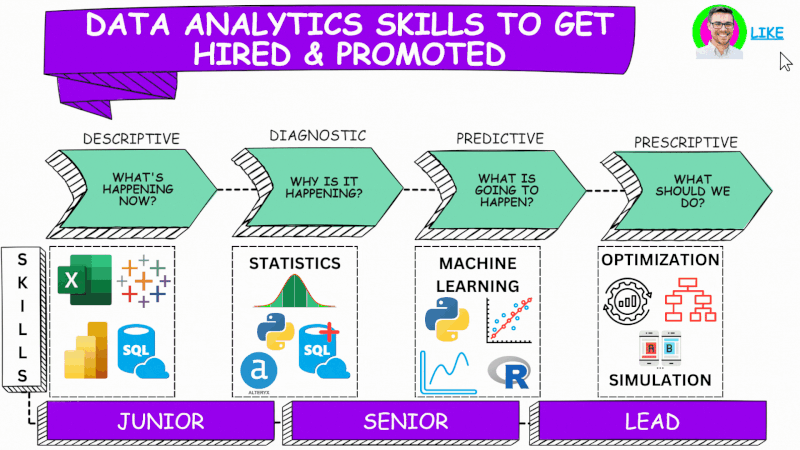 DATA ANALYTICS SKILLS TO GET
HIRED & PROMOTED
LIKE
DESCRIPTIVE
DIAGNOSTIC
PREDICTIVE
PRESCRIPTIVE
WHAT'S
HAPPENING
NOW?
WHY IS IT
HAPPENING?
WHAT IS
GOING TO
HAPPEN?
WHAT
SHOULD WE
DO?
SKILLS
X
SQL
STATISTICS
SQL
a
ALTERYX
MACHINE
LEARNING
R
OPTIMIZATION
A
B
SIMULATION
JUNIOR
SENIOR
LEAD